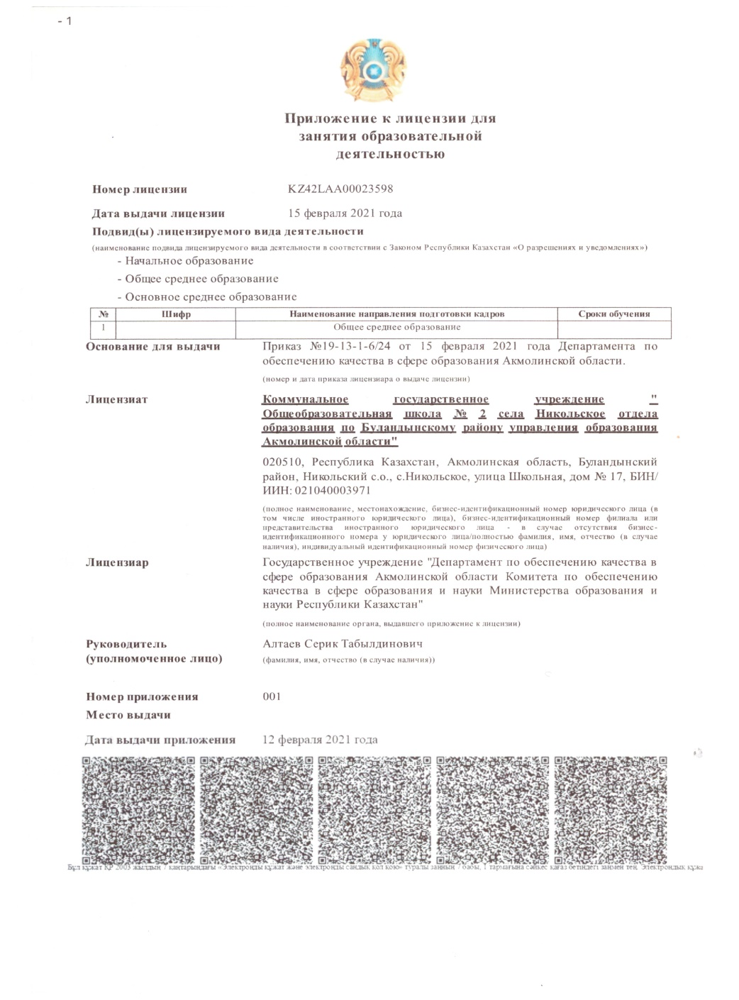 - 1
Приложение к лицензии для
занятия образовательной
деятельностью
Номер лицензии KZ42LAA00023598
Дата выдачи лицензии 15 февраля 2021 года
Подвид(ы) лицензируемого вида деятельности
(наименование подвида лицензируемого вида деятельности в соответствии с Законом Республики Казахстан «О разрешениях и уведомлениях»)
- Начальное образование
- Общее среднее образование
- Основное среднее образование
№ Шифр Наименование направления подготовки кадров Сроки обучения
1 Общее среднее образование
Основание для выдачи Приказ №19-13-1-6/24 от 15 февраля 2021 года Департамента по
обеспечению качества в сфере образования Акмолинской области.
(номер и дата приказа лицензиара о выдаче лицензии)
Лицензиат Коммунальное государственное учреждение "
Общеобразовательная школа № 2 села Никольское отдела
образования по Буландынскому району управления образования
Акмолинской области"
020510, Республика Казахстан, Акмолинская область, Буландынский
район, Никольский с.о., с.Никольское, улица Школьная, дом № 17, БИН/
ИИН: 021040003971
(полное наименование, местонахождение, бизнес-идентификационный номер юридического лица (в
том числе иностранного юридического лица), бизнес-идентификационный номер филиала или
представительства иностранного юридического лица - в случае отсутствия бизнес-
идентификационного номера у юридического лица/полностью фамилия, имя, отчество (в случае
наличия), индивидуальный идентификационный номер физического лица)
Лицензиар Государственное учреждение "Департамент по обеспечению качества в
сфере образования Акмолинской области Комитета по обеспечению
качества в сфере образования и науки Министерства образования и
науки Республики Казахстан"
(полное наименование органа, выдавшего приложение к лицензии)
Руководитель Алтаев Серик Табылдинович
(уполномоченное лицо) (фамилия, имя, отчество (в случае наличия))
Номер приложения 001
Место выдачи
Дата выдачи приложения 12 февраля 2021 года
Бұл құжат ҚР 2003 жылдың 7 қаңтарындағы «Электронды құжат және электронды сандық қол қою» туралы заңның 7 бабы, 1 тармағына сәйкес қағаз бетіндегі заңмен тең. Электрондық құжа